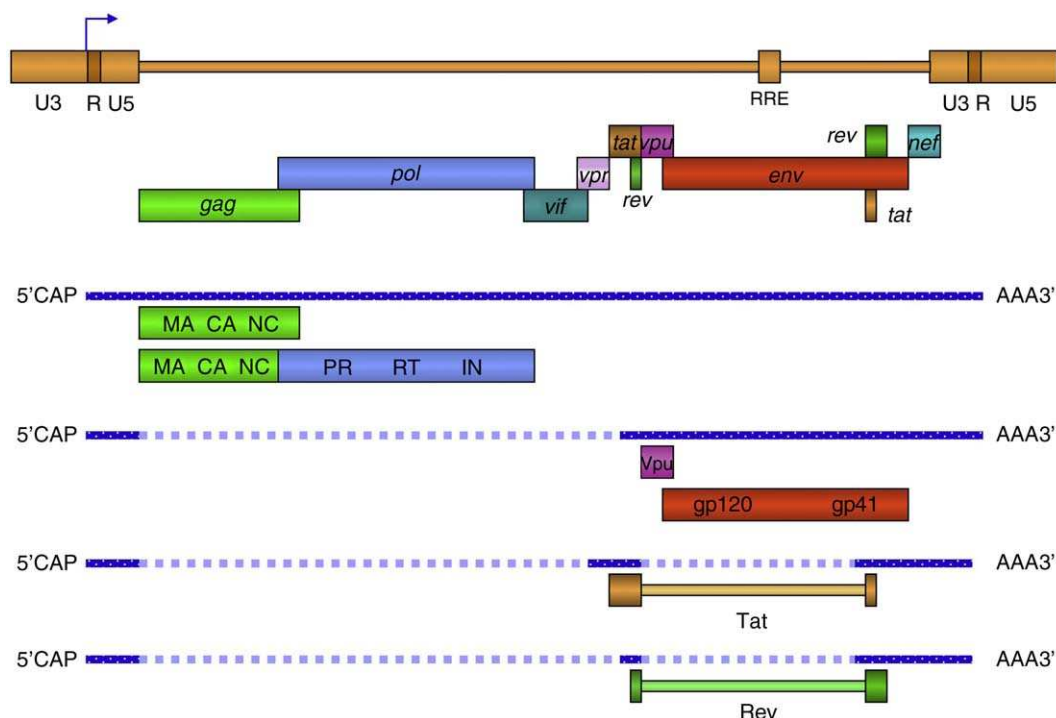 U3 R U5 RRE U3 R U5
tat vpu rev nef
pol vpr env
gag vif rev tat
5'CAP AAA3'
MA CA NC
MA CA NC PR RT IN
5'CAP AAA3'
Vpu
gp120 gp41
5'CAP AAA3'
Tat
5'CAP AAA3'
Rev